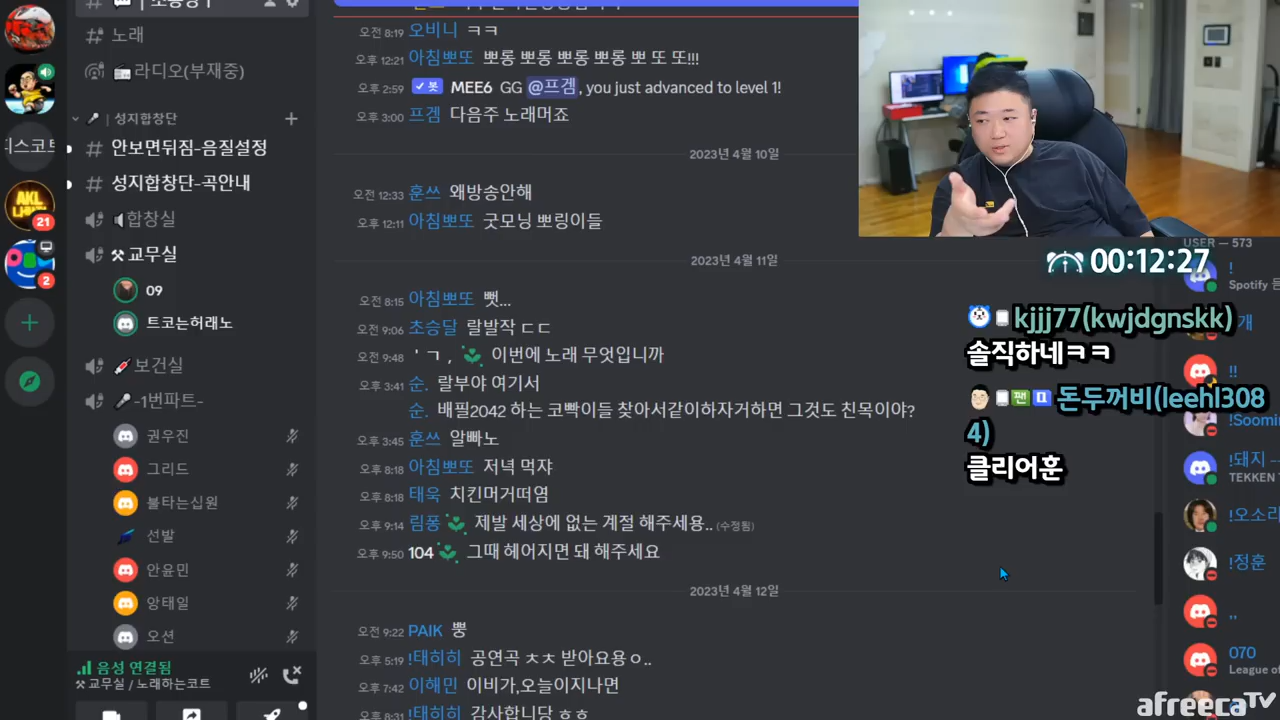 노래
라디오(부재중)
성지합창단
안보면뒤짐-음질설정
성지합창단-곡안내
합창실
교무실
09
트코는허래노
보건실
-1번파트-
권우진
그리드
불타는십원
선발
안윤민
앙태일
오션
음성 연결됨
교무실 / 노래하는코트
디스코트
AKL
21
2
오전 8:19 오비니 ㅋㅋ
오후 12:21 아침뽀또 뽀롱 뽀롱 뽀롱 뽀롱 뽀 또 또!!!
오후 2:59 ✓ 봇 MEE6 GG @프겜, you just advanced to level 1!
오후 3:00 프겜 다음주 노래머죠
2023년 4월 10일
오전 12:33 훈쓰 왜방송안해
오후 12:11 아침뽀또 굿모닝 뽀링이들
2023년 4월 11일
오전 8:15 아침뽀또 뻣...
오전 9:06 초승달 랄발작 ㄷㄷ
오전 9:48 ' ㄱ , 이번에 노래 무엇입니까
오후 3:41 순. 랄부야 여기서
순. 배필2042 하는 코빡이들 찾아서같이하자거하면 그것도 친목이야?
오후 3:45 훈쓰 알빠노
오후 8:18 아침뽀또 저녁 먹쟈
오후 8:18 태욱 치킨머거떠염
오후 9:14 림퐁 제발 세상에 없는 계절 해주세용.. (수정됨)
오후 9:50 104 그때 헤어지면 돼 해주세요
2023년 4월 12일
오전 9:22 PAIK 뿡
오후 5:19 !태히히 공연곡 ㅊㅊ 받아요용ㅇ..
오후 7:42 이해민 이비가,오늘이지나면
오후 8:31 !태히히 감사합니당 ㅎㅎ
00:12:27
kjjj77(kwjdgnskk)
솔직하네ㅋㅋ
팬 돈두꺼비(leehl308
4)
클리어훈
USER — 573
!
Spotify
개
!!
!Soomi
!돼지
TEKKEN
!오소리
!정훈
,,
070
League o
afreecaTV